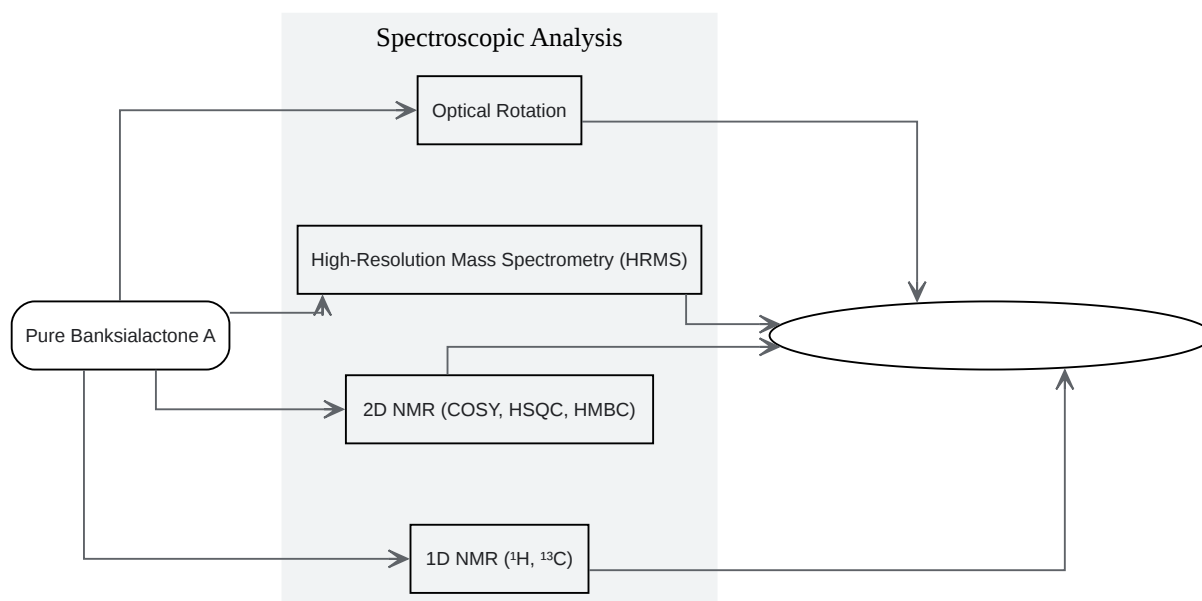 Spectroscopic Analysis
Optical Rotation
High-Resolution Mass Spectrometry (HRMS)
Pure Banksialactone A
2D NMR (COSY, HSQC, HMBC)
1D NMR (¹H, ¹³C)